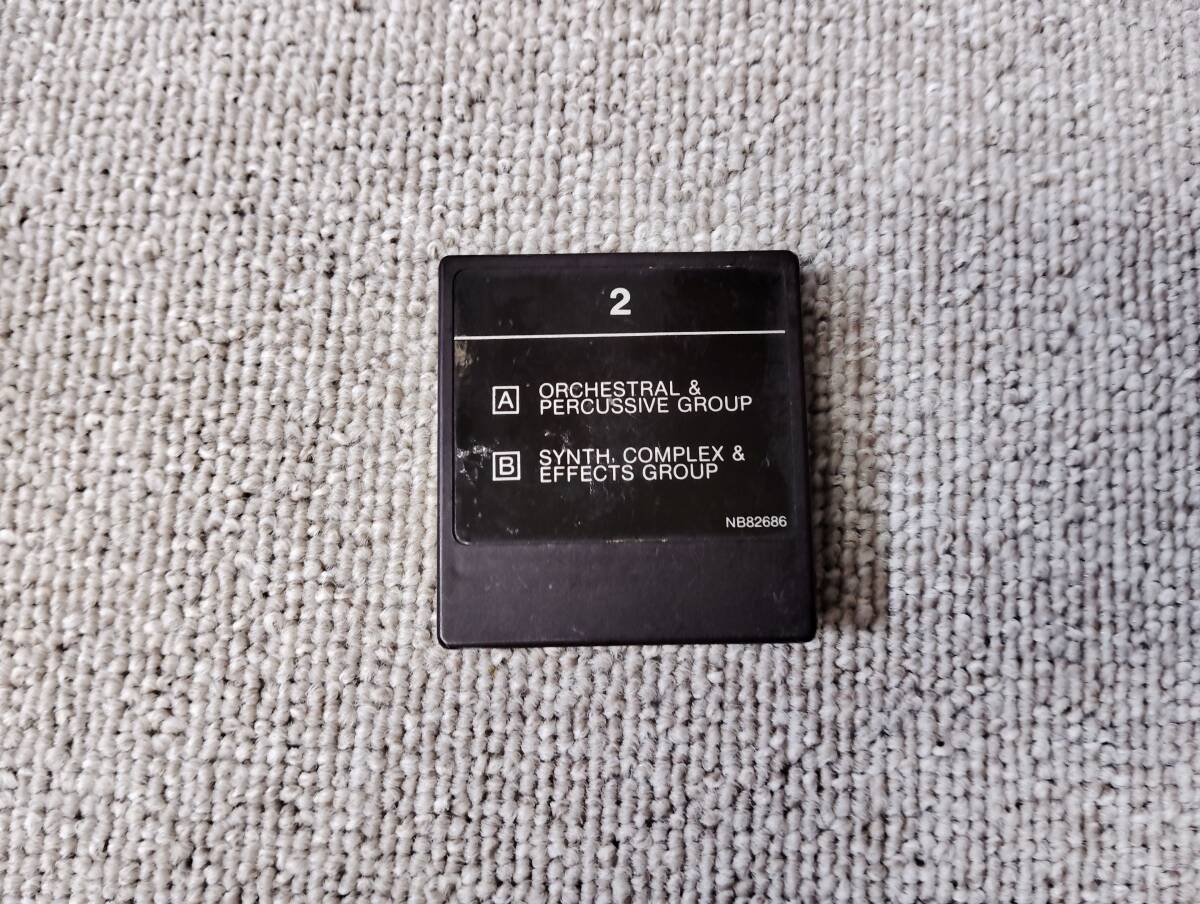 2
A ORCHESTRAL &
PERCUSSIVE GROUP
B SYNTH, COMPLEX &
EFFECTS GROUP
NB82686